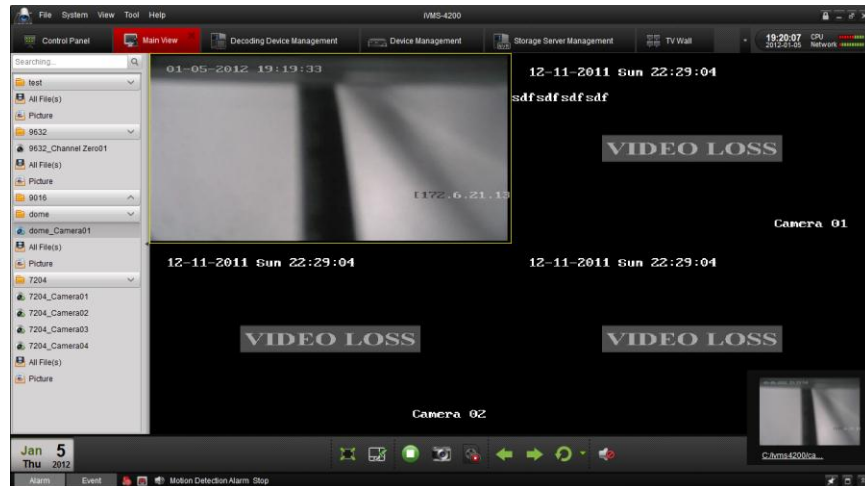 File System View Tool Help
iVMS-4200
Control Panel
Main View
Decoding Device Management
Device Management
Storage Server Management
TV Wall
19:20:07
2012-01-05
CPU
Network
Searching...
test
All File(s)
Picture
9632
9632_Channel Zero01
All File(s)
Picture
9016
dome
dome_Camera01
All File(s)
Picture
7204
7204_Camera01
7204_Camera02
7204_Camera03
7204_Camera04
All File(s)
Picture
01-05-2012 19:19:33
[172.6.21.13
12-11-2011 Sun 22:29:04
sdfsdfsdfsdf
VIDEO LOSS
Camera 01
12-11-2011 Sun 22:29:04
VIDEO LOSS
Camera 02
12-11-2011 Sun 22:29:04
VIDEO LOSS
C:/ivms4200/ca...
Jan 5
Thu 2012
Alarm
Event
Motion Detection Alarm Stop